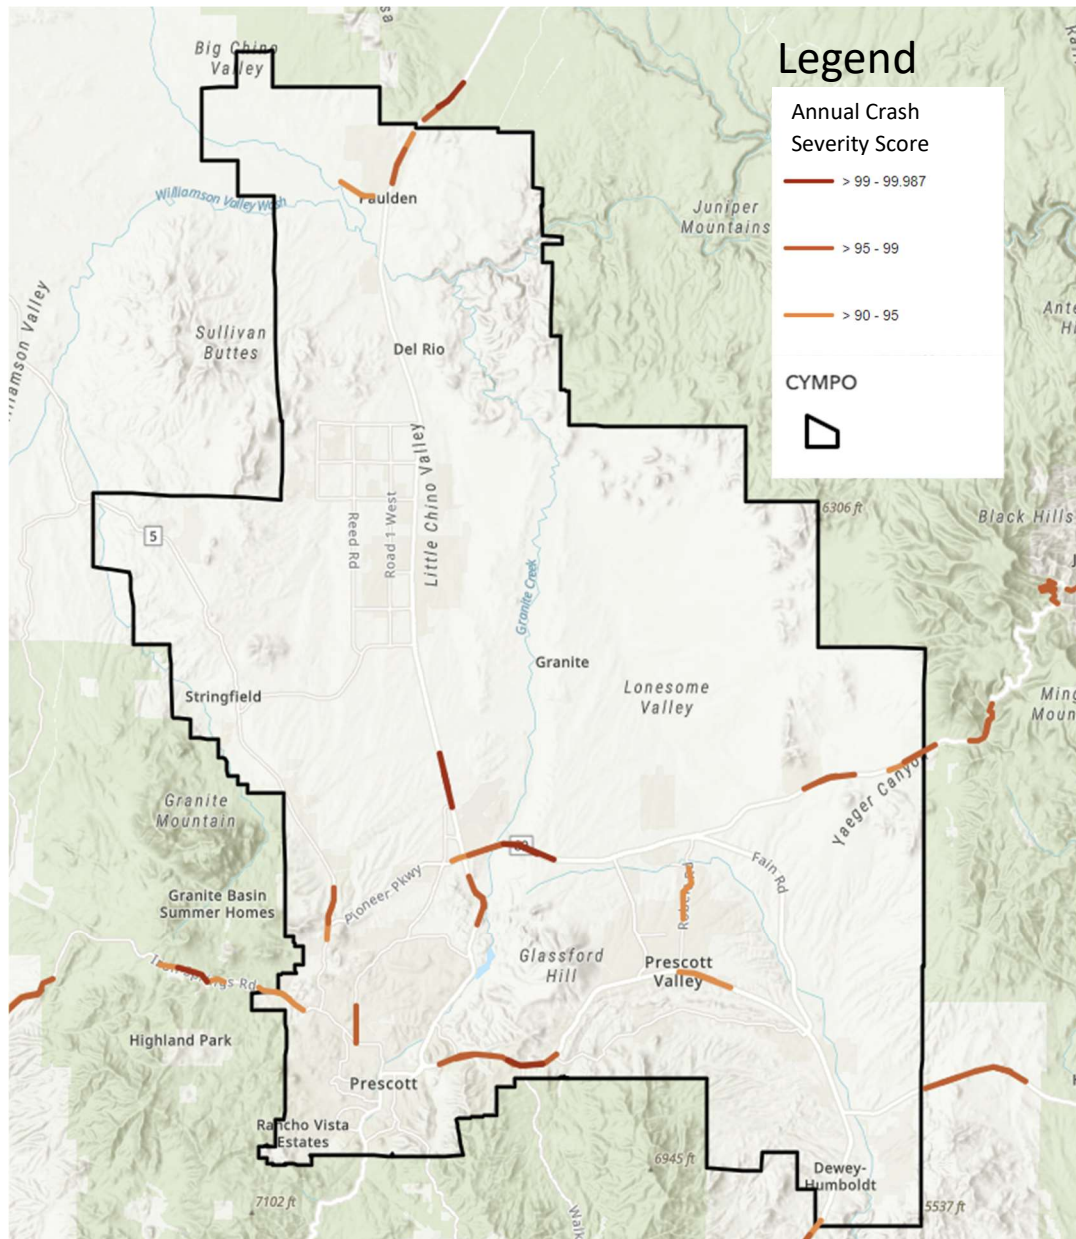 Legend
Annual Crash
Severity Score
> 99 - 99.987
> 95 - 99
> 90 - 95
CYMPO
Big Chino
Valley
Williamson Valley Wash
Paulden
Juniper
Mountains
Sullivan
Buttes
Del Rio
Little Chino Valley
Road 1 West
Reed Rd
5
6306 ft
Black Hills
Granite Creek
Granite
Lonesome
Valley
Stringfield
Granite
Mountain
Yaeger Canyon
Pioneer Pkwy
Fain Rd
Granite Basin
Summer Homes
Glassford
Hill
Prescott
Valley
Iron Springs Rd
Highland Park
Prescott
Rancho Vista
Estates
6945 ft
Dewey-
Humboldt
7102 ft
5537 ft